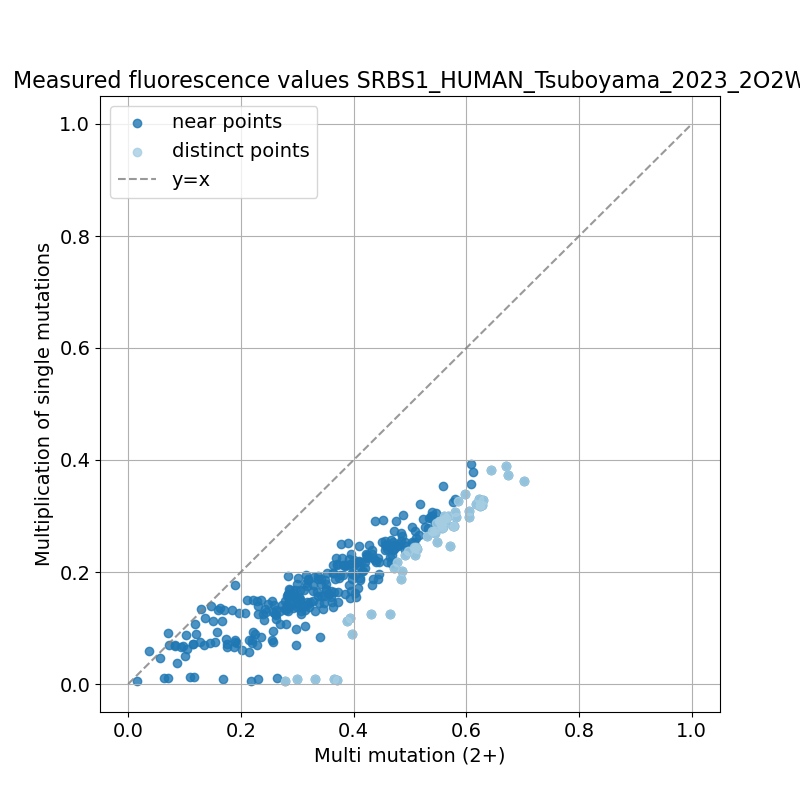 Measured fluorescence values SRBS1_HUMAN_Tsuboyama_2023_2O2W
near points
distinct points
y=x
1.0
0.8
0.6
0.4
0.2
0.0
Multiplication of single mutations
0.0 0.2 0.4 0.6 0.8 1.0
Multi mutation (2+)